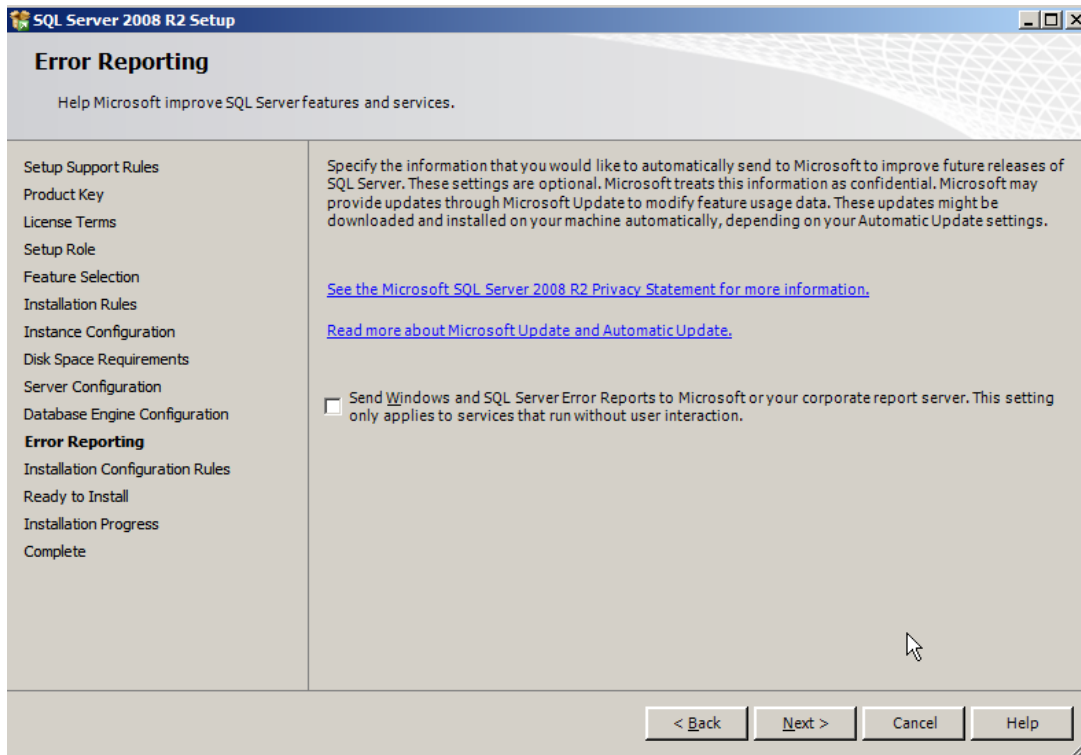 SQL Server 2008 R2 Setup
Error Reporting
Help Microsoft improve SQL Server features and services.
Setup Support Rules
Product Key
License Terms
Setup Role
Feature Selection
Installation Rules
Instance Configuration
Disk Space Requirements
Server Configuration
Database Engine Configuration
Error Reporting
Installation Configuration Rules
Ready to Install
Installation Progress
Complete
Specify the information that you would like to automatically send to Microsoft to improve future releases of
SQL Server. These settings are optional. Microsoft treats this information as confidential. Microsoft may
provide updates through Microsoft Update to modify feature usage data. These updates might be
downloaded and installed on your machine automatically, depending on your Automatic Update settings.
See the Microsoft SQL Server 2008 R2 Privacy Statement for more information.
Read more about Microsoft Update and Automatic Update.
Send Windows and SQL Server Error Reports to Microsoft or your corporate report server. This setting
only applies to services that run without user interaction.
< Back
Next >
Cancel
Help